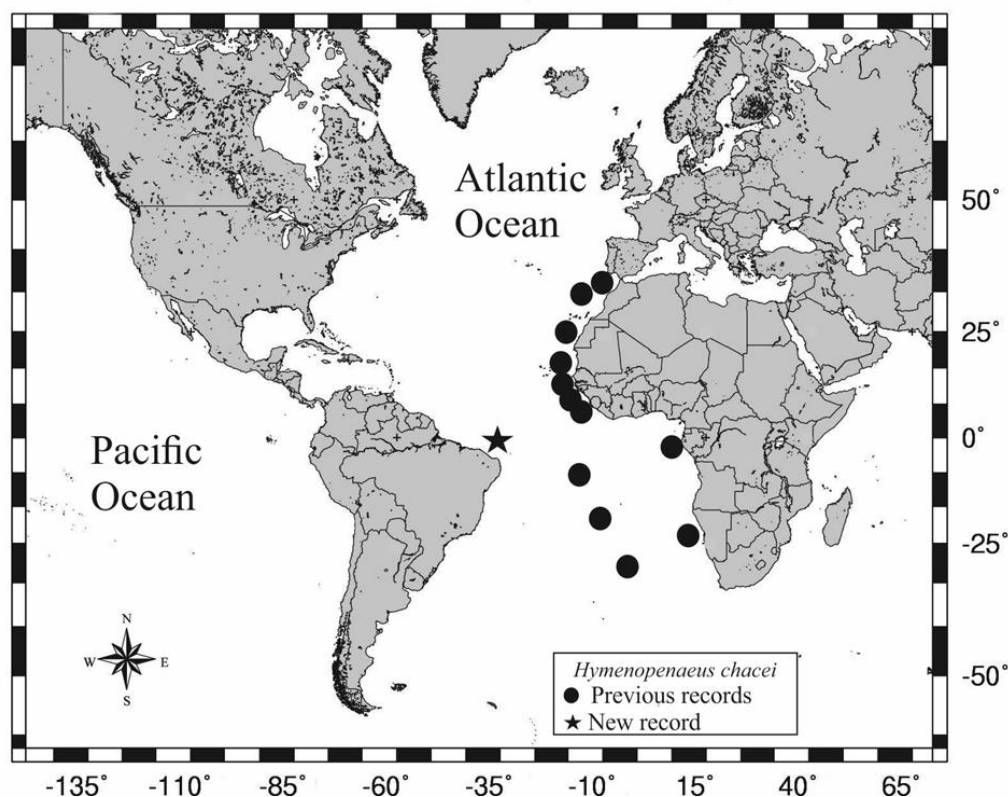 Atlantic
Ocean
50°
25°
Pacific
Ocean
0°
-25°
N
W E
S
Hymenopenaeus chacei
Previous records
New record
-50°
-135° -110° -85° -60° -35° -10° 15° 40° 65°